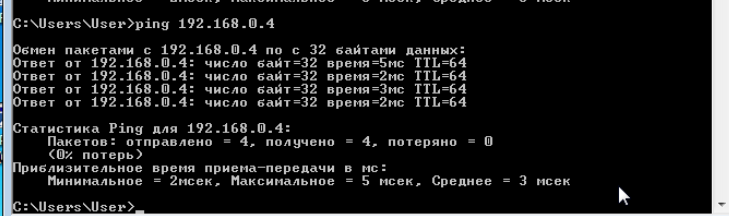 C:\Users\User>ping 192.168.0.4
Обмен пакетами с 192.168.0.4 по с 32 байтами данных:
Ответ от 192.168.0.4: число байт=32 время=5мс TTL=64
Ответ от 192.168.0.4: число байт=32 время=2мс TTL=64
Ответ от 192.168.0.4: число байт=32 время=3мс TTL=64
Ответ от 192.168.0.4: число байт=32 время=2мс TTL=64
Статистика Ping для 192.168.0.4:
Пакетов: отправлено = 4, получено = 4, потеряно = 0
(0% потерь)
Приблизительное время приема-передачи в мс:
Минимальное = 2мсек, Максимальное = 5 мсек, Среднее = 3 мсек
C:\Users\User>_